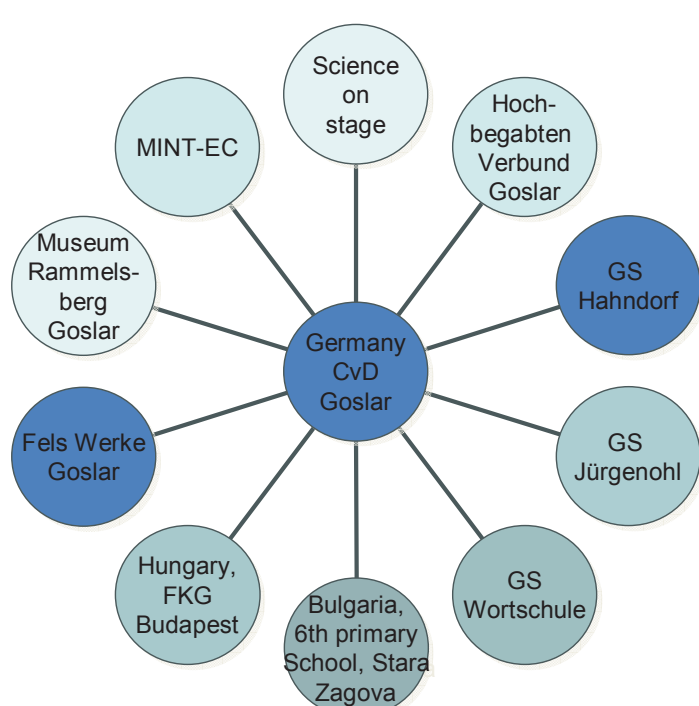 Science
on
stage
Hoch-
begabten
Verbund
Goslar
GS
Hahndorf
GS
Jürgenohl
GS
Wortschule
Bulgaria,
6th primary
School, Stara
Zagova
Hungary,
FKG
Budapest
Fels Werke
Goslar
Museum
Rammels-
berg
Goslar
MINT-EC
Germany
CvD
Goslar